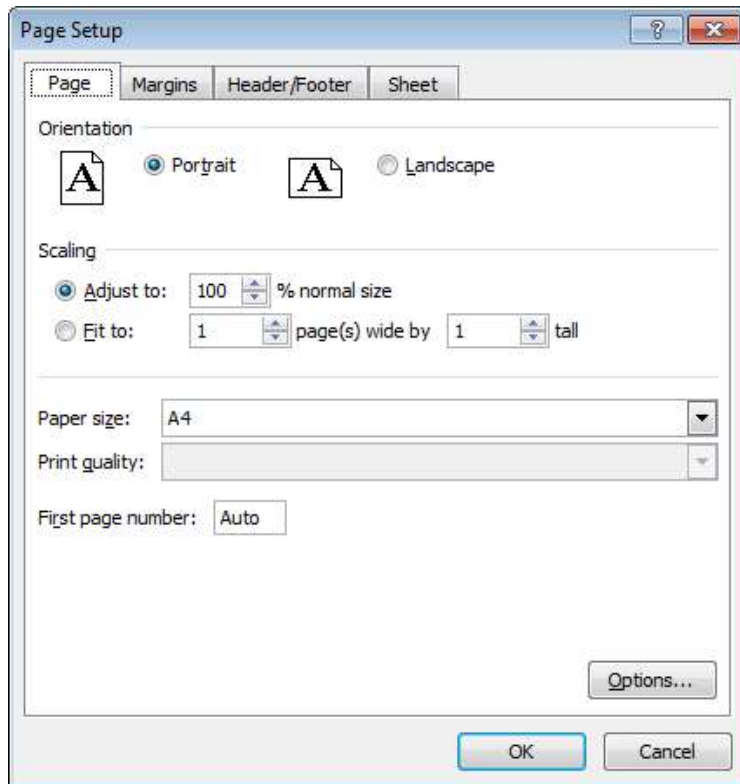 Page Setup
Page Margins Header/Footer Sheet
Orientation
A Portrait A Landscape
Scaling
Adjust to: 100 % normal size
Fit to: 1 page(s) wide by 1 tall
Paper size: A4
Print quality:
First page number: Auto
Options...
OK Cancel